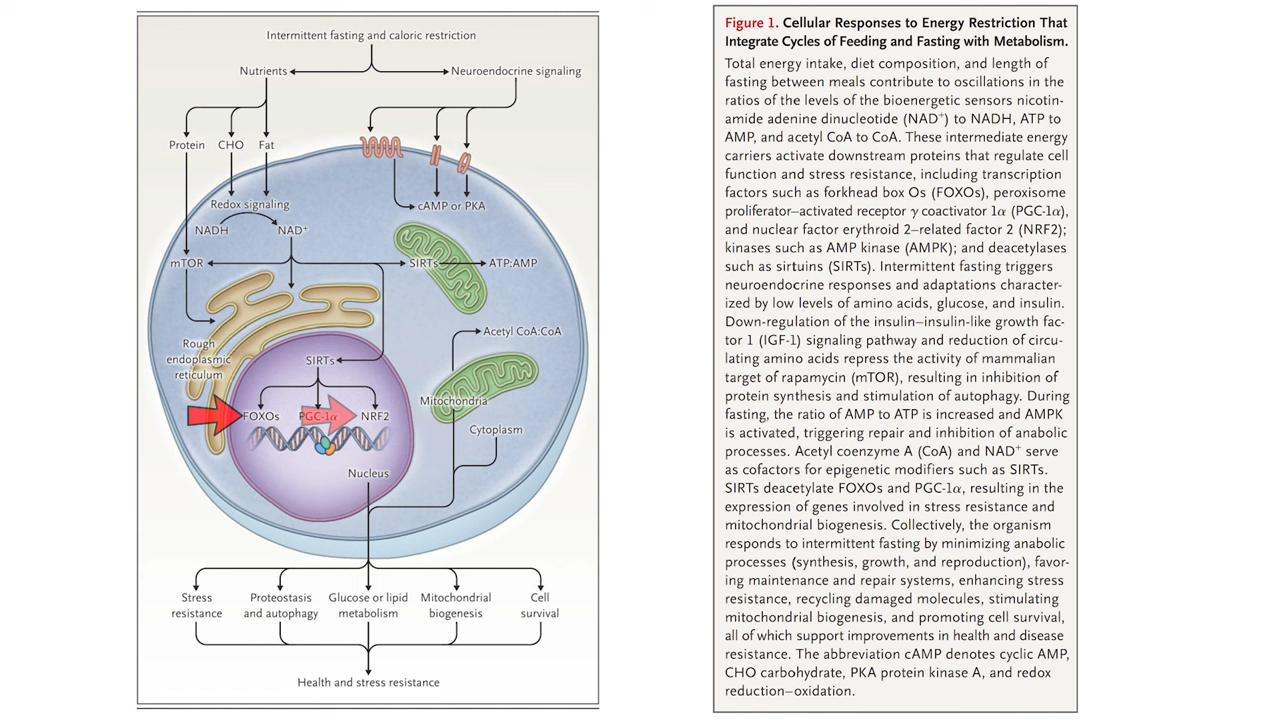 Intermittent fasting and caloric restriction
Nutrients
Neuroendocrine signaling
Protein
CHO
Fat
Redox signaling
cAMP or PKA
NADH
NAD⁺
mTOR
SIRTs
ATP:AMP
Rough
endoplasmic
reticulum
Acetyl CoA:CoA
SIRTs
Mitochondria
FOXOs
PGC-1α
NRF2
Cytoplasm
Nucleus
Stress
resistance
Proteostasis
and autophagy
Glucose or lipid
metabolism
Mitochondrial
biogenesis
Cell
survival
Health and stress resistance
Figure 1. Cellular Responses to Energy Restriction That
Integrate Cycles of Feeding and Fasting with Metabolism.
Total energy intake, diet composition, and length of
fasting between meals contribute to oscillations in the
ratios of the levels of the bioenergetic sensors nicotin-
amide adenine dinucleotide (NAD⁺) to NADH, ATP to
AMP, and acetyl CoA to CoA. These intermediate energy
carriers activate downstream proteins that regulate cell
function and stress resistance, including transcription
factors such as forkhead box Os (FOXOs), peroxisome
proliferator–activated receptor γ coactivator 1α (PGC-1α),
and nuclear factor erythroid 2–related factor 2 (NRF2);
kinases such as AMP kinase (AMPK); and deacetylases
such as sirtuins (SIRTs). Intermittent fasting triggers
neuroendocrine responses and adaptations character-
ized by low levels of amino acids, glucose, and insulin.
Down-regulation of the insulin–insulin-like growth fac-
tor 1 (IGF-1) signaling pathway and reduction of circu-
lating amino acids repress the activity of mammalian
target of rapamycin (mTOR), resulting in inhibition of
protein synthesis and stimulation of autophagy. During
fasting, the ratio of AMP to ATP is increased and AMPK
is activated, triggering repair and inhibition of anabolic
processes. Acetyl coenzyme A (CoA) and NAD⁺ serve
as cofactors for epigenetic modifiers such as SIRTs.
SIRTs deacetylate FOXOs and PGC-1α, resulting in the
expression of genes involved in stress resistance and
mitochondrial biogenesis. Collectively, the organism
responds to intermittent fasting by minimizing anabolic
processes (synthesis, growth, and reproduction), favor-
ing maintenance and repair systems, enhancing stress
resistance, recycling damaged molecules, stimulating
mitochondrial biogenesis, and promoting cell survival,
all of which support improvements in health and disease
resistance. The abbreviation cAMP denotes cyclic AMP,
CHO carbohydrate, PKA protein kinase A, and redox
reduction–oxidation.